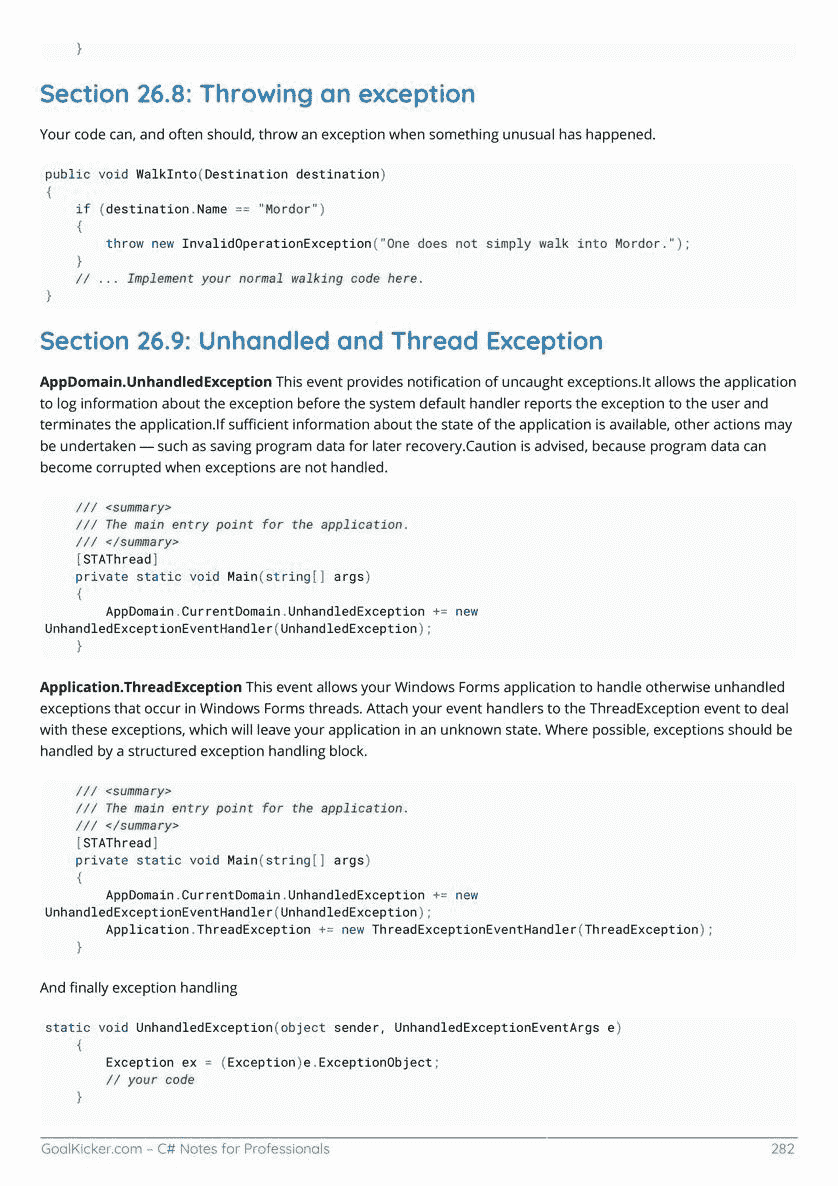 }
Section 26.8: Throwing an exception
Your code can, and often should, throw an exception when something unusual has happened.
public void WalkInto(Destination destination)
{
    if (destination.Name == "Mordor")
    {
        throw new InvalidOperationException("One does not simply walk into Mordor.");
    }
    // ... Implement your normal walking code here.
}
Section 26.9: Unhandled and Thread Exception
AppDomain.UnhandledException This event provides notification of uncaught exceptions.It allows the application
to log information about the exception before the system default handler reports the exception to the user and
terminates the application.If sufficient information about the state of the application is available, other actions may
be undertaken — such as saving program data for later recovery.Caution is advised, because program data can
become corrupted when exceptions are not handled.
    /// <summary>
    /// The main entry point for the application.
    /// </summary>
    [STAThread]
    private static void Main(string[] args)
    {
        AppDomain.CurrentDomain.UnhandledException += new
UnhandledExceptionEventHandler(UnhandledException);
    }
Application.ThreadException This event allows your Windows Forms application to handle otherwise unhandled
exceptions that occur in Windows Forms threads. Attach your event handlers to the ThreadException event to deal
with these exceptions, which will leave your application in an unknown state. Where possible, exceptions should be
handled by a structured exception handling block.
    /// <summary>
    /// The main entry point for the application.
    /// </summary>
    [STAThread]
    private static void Main(string[] args)
    {
        AppDomain.CurrentDomain.UnhandledException += new
UnhandledExceptionEventHandler(UnhandledException);
        Application.ThreadException += new ThreadExceptionEventHandler(ThreadException);
    }
And finally exception handling
static void UnhandledException(object sender, UnhandledExceptionEventArgs e)
    {
        Exception ex = (Exception)e.ExceptionObject;
        // your code
    }
GoalKicker.com – C# Notes for Professionals 282